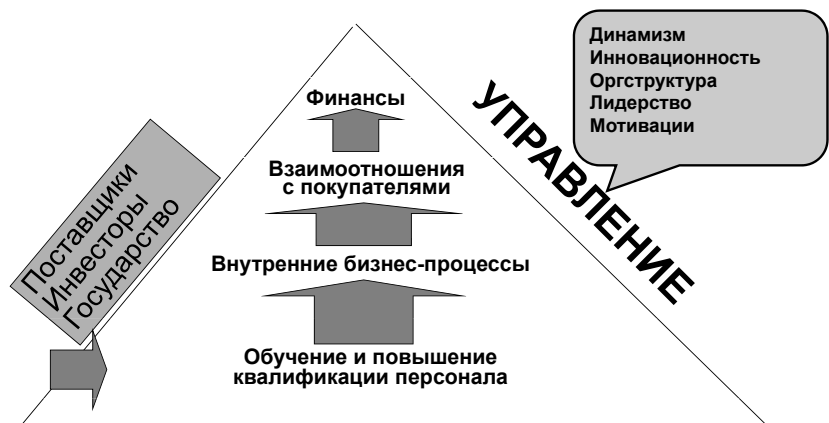 Динамизм
Инновационность
Оргструктура
Лидерство
Мотивации
УПРАВЛЕНИЕ
Финансы
Взаимоотношения
с покупателями
Внутренние бизнес-процессы
Обучение и повышение
квалификации персонала
Поставщики
Инвесторы
Государство